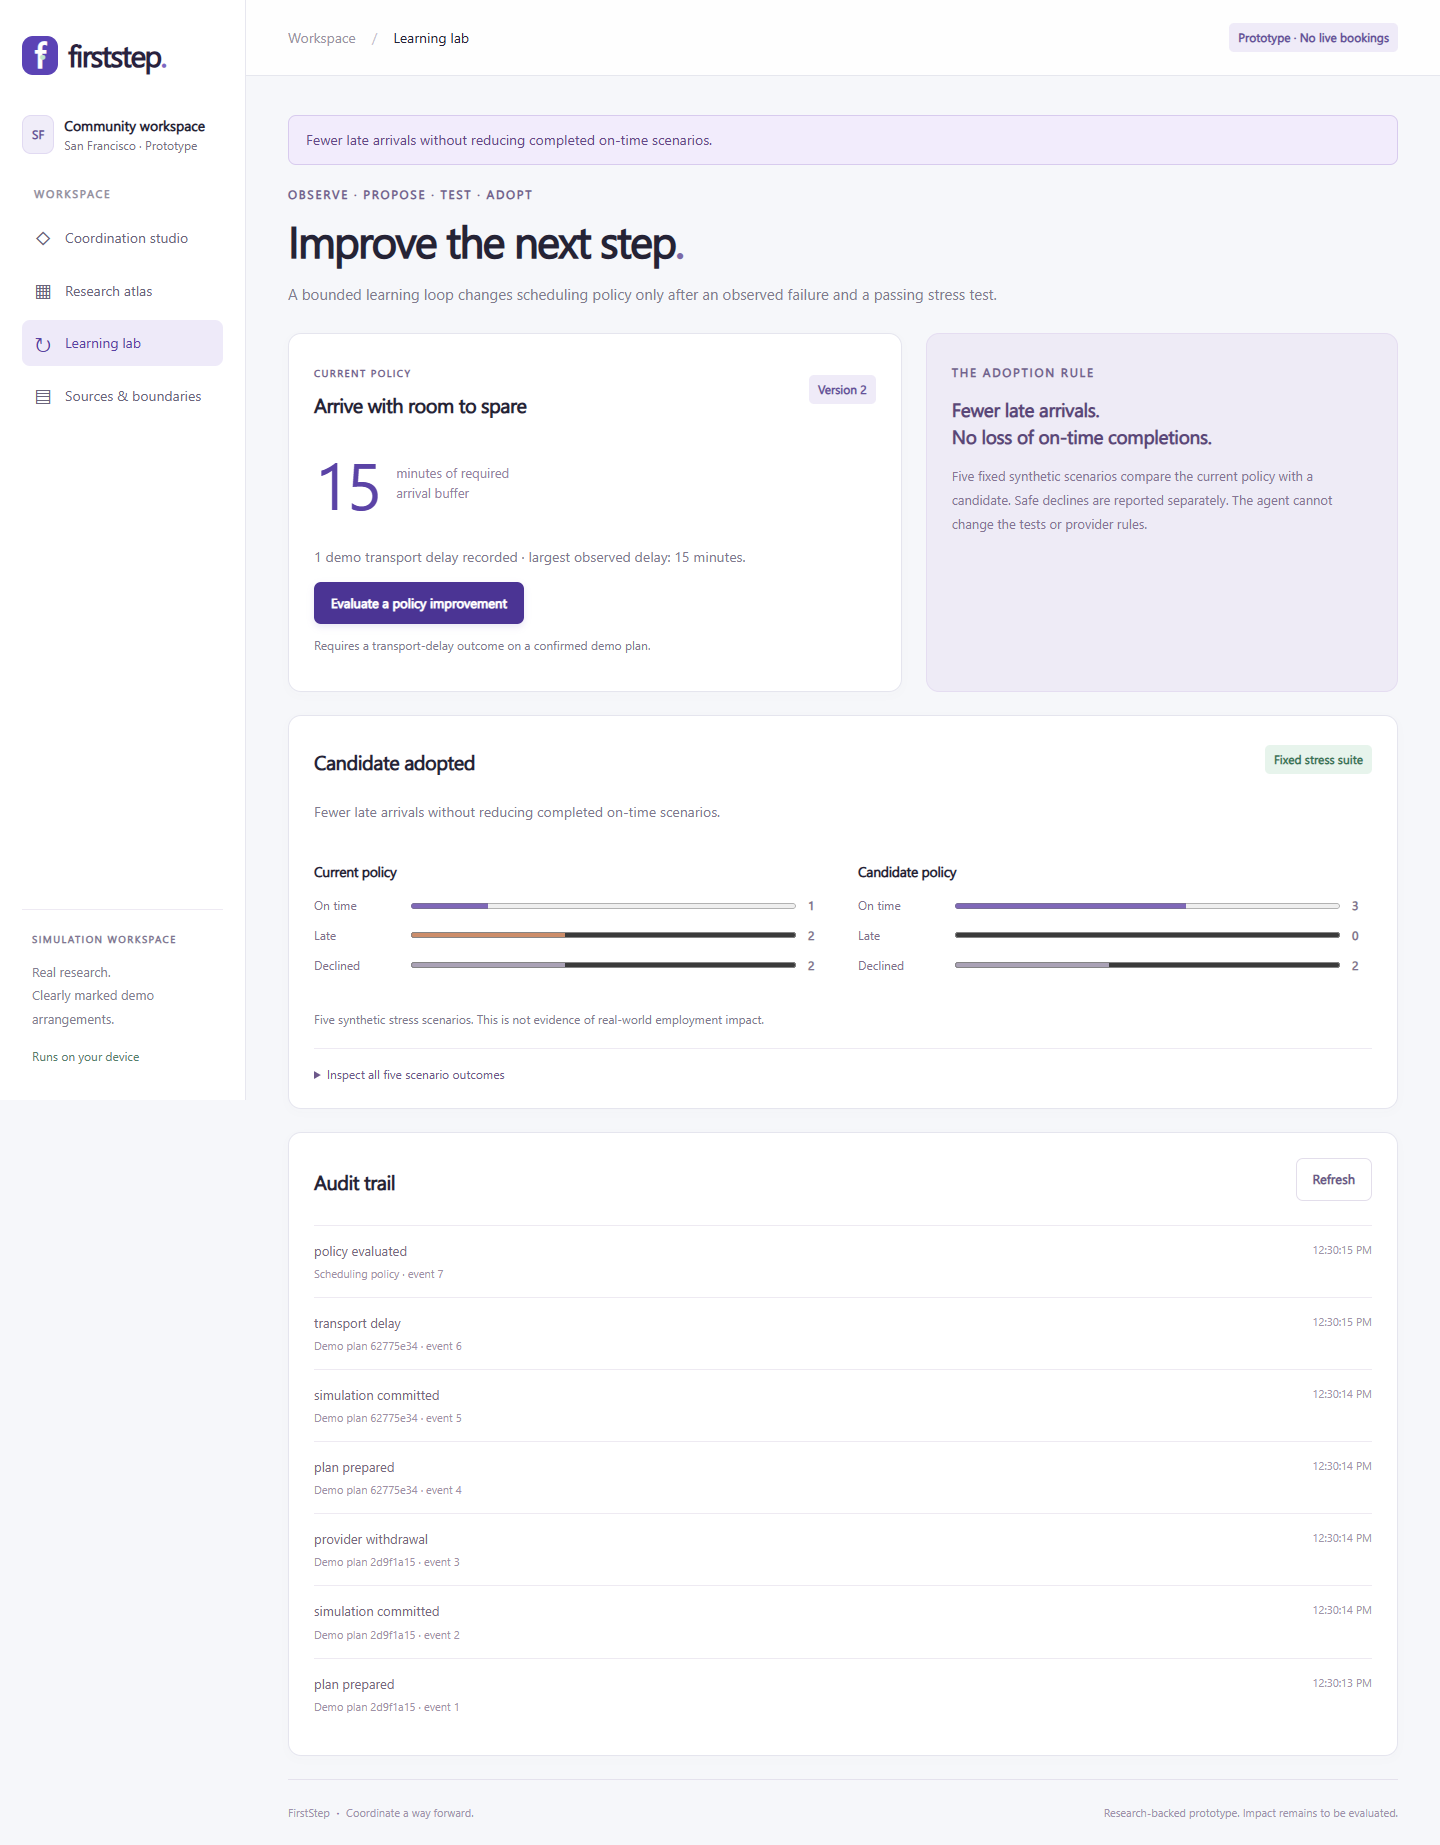 firststep.
SF
Community workspace
San Francisco · Prototype
WORKSPACE
Coordination studio
Research atlas
Learning lab
Sources & boundaries
SIMULATION WORKSPACE
Real research.
Clearly marked demo
arrangements.
Runs on your device
Workspace / Learning lab
Prototype · No live bookings
Fewer late arrivals without reducing completed on-time scenarios.
OBSERVE · PROPOSE · TEST · ADOPT
Improve the next step.
A bounded learning loop changes scheduling policy only after an observed failure and a passing stress test.
CURRENT POLICY
Arrive with room to spare
Version 2
15
minutes of required
arrival buffer
1 demo transport delay recorded · largest observed delay: 15 minutes.
Evaluate a policy improvement
Requires a transport-delay outcome on a confirmed demo plan.
THE ADOPTION RULE
Fewer late arrivals.
No loss of on-time completions.
Five fixed synthetic scenarios compare the current policy with a
candidate. Safe declines are reported separately. The agent cannot
change the tests or provider rules.
Candidate adopted
Fixed stress suite
Fewer late arrivals without reducing completed on-time scenarios.
Current policy
On time 1
Late 2
Declined 2
Candidate policy
On time 3
Late 0
Declined 2
Five synthetic stress scenarios. This is not evidence of real-world employment impact.
Inspect all five scenario outcomes
Audit trail
Refresh
policy evaluated 12:30:15 PM
Scheduling policy · event 7
transport delay 12:30:15 PM
Demo plan 62775e34 · event 6
simulation committed 12:30:14 PM
Demo plan 62775e34 · event 5
plan prepared 12:30:14 PM
Demo plan 62775e34 · event 4
provider withdrawal 12:30:14 PM
Demo plan 2d9f1a15 · event 3
simulation committed 12:30:14 PM
Demo plan 2d9f1a15 · event 2
plan prepared 12:30:13 PM
Demo plan 2d9f1a15 · event 1
FirstStep · Coordinate a way forward.
Research-backed prototype. Impact remains to be evaluated.